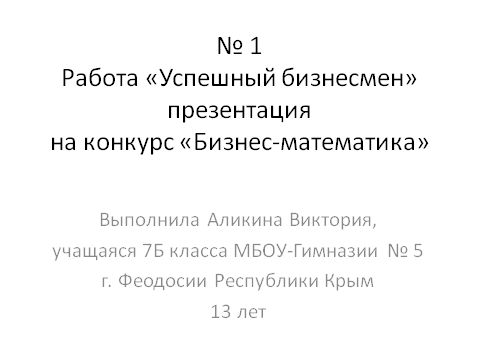 № 1
Работа «Успешный бизнесмен»
презентация
на конкурс «Бизнес-математика»
Выполнила Аликина Виктория,
учащаяся 7Б класса МБОУ-Гимназии № 5
г. Феодосии Республики Крым
13 лет